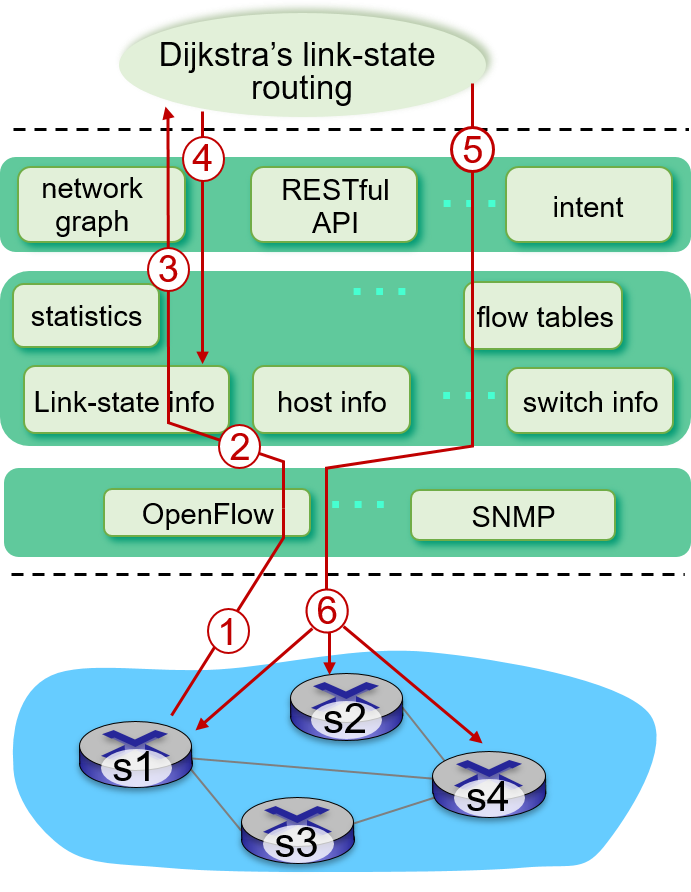 Dijkstra's link-state
routing
4
5
network
graph
RESTful
API
intent
3
statistics
flow tables
Link-state info
host info
switch info
2
OpenFlow
SNMP
1
6
s2
s1
s4
s3